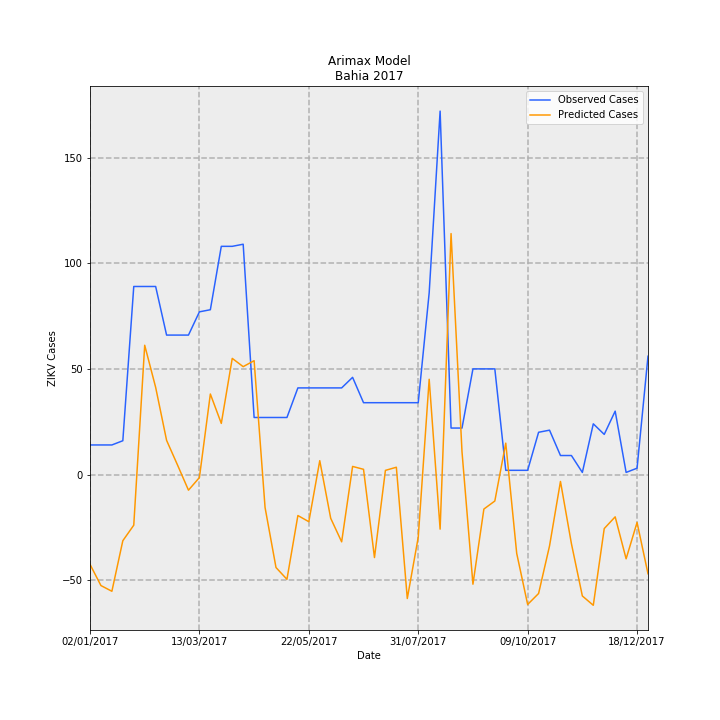 Arimax Model
Bahia 2017
Observed Cases
Predicted Cases
ZIKV Cases
150
100
50
0
−50
02/01/2017 13/03/2017 22/05/2017 31/07/2017 09/10/2017 18/12/2017
Date